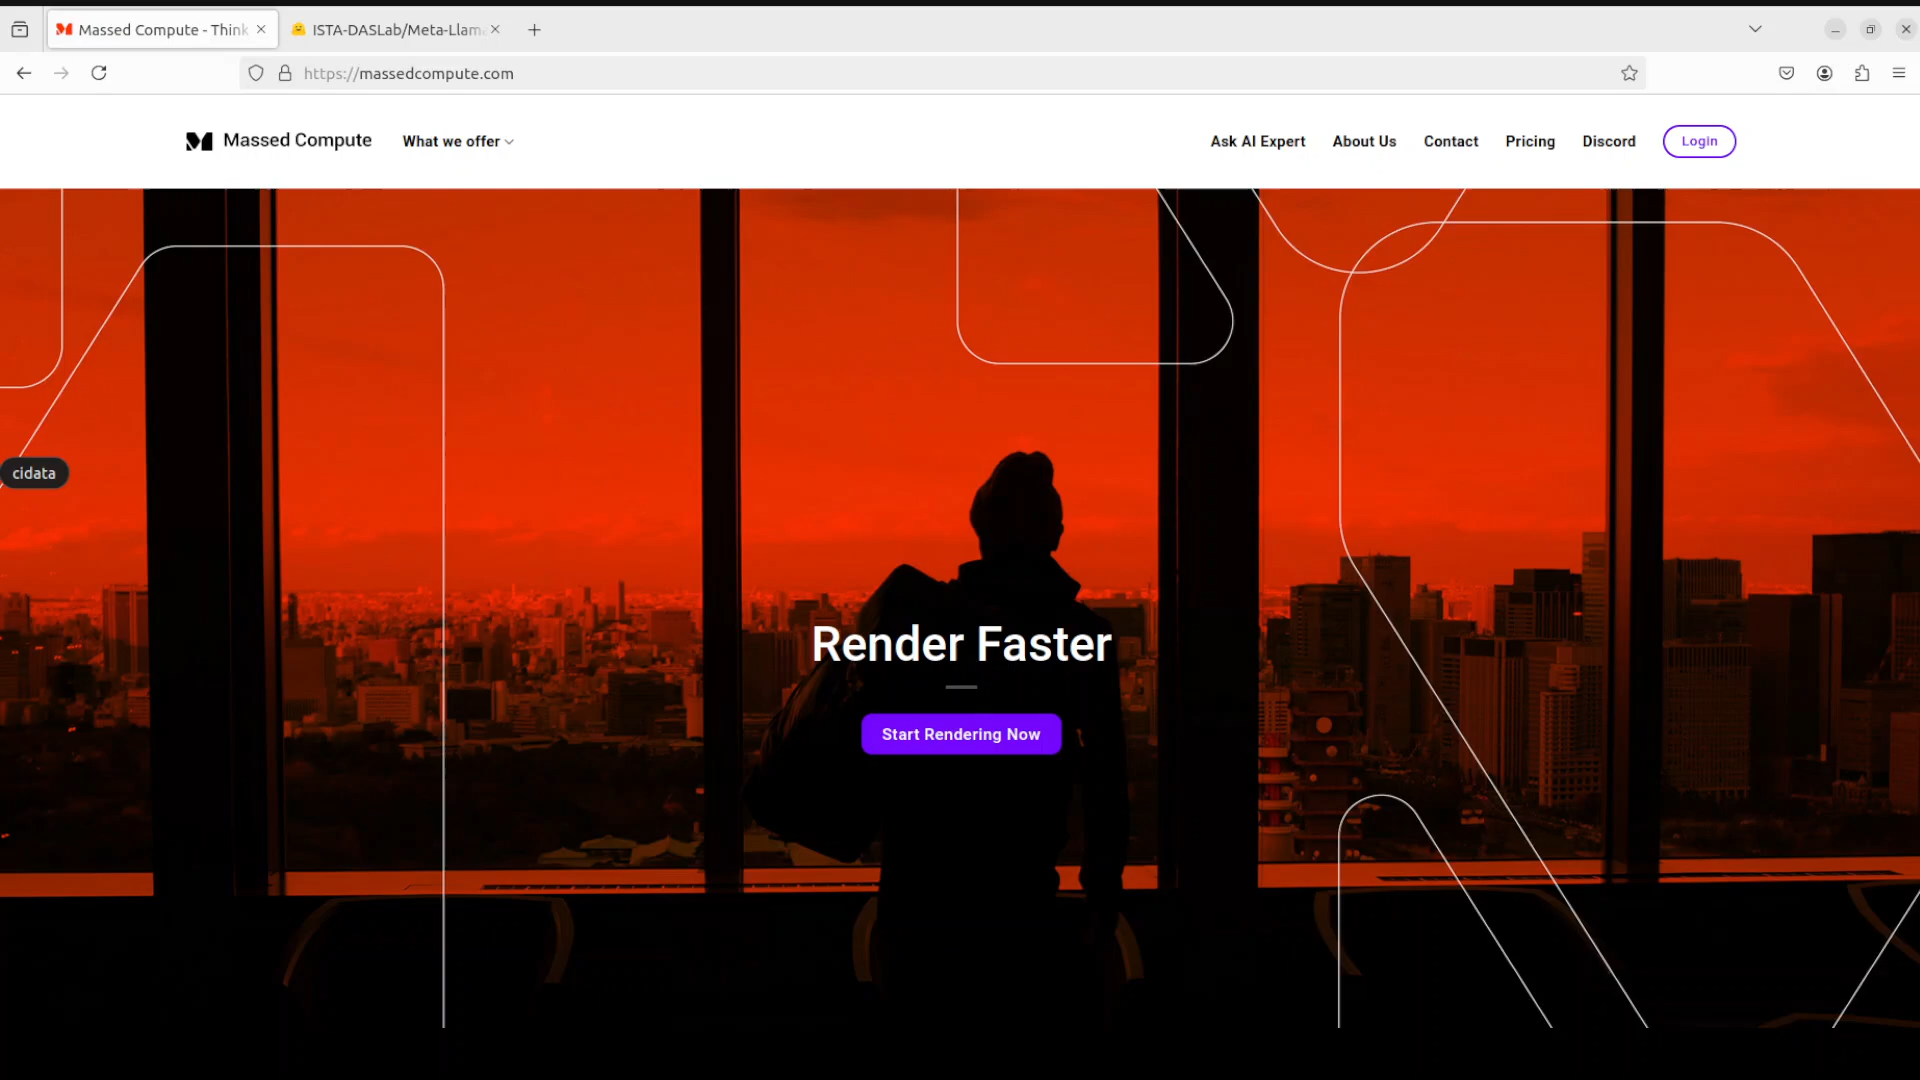 Massed Compute - Think
ISTA-DASLab/Meta-Llam
https://massedcompute.com
Massed Compute
What we offer
Ask AI Expert
About Us
Contact
Pricing
Discord
Login
cidata
Render Faster
Start Rendering Now